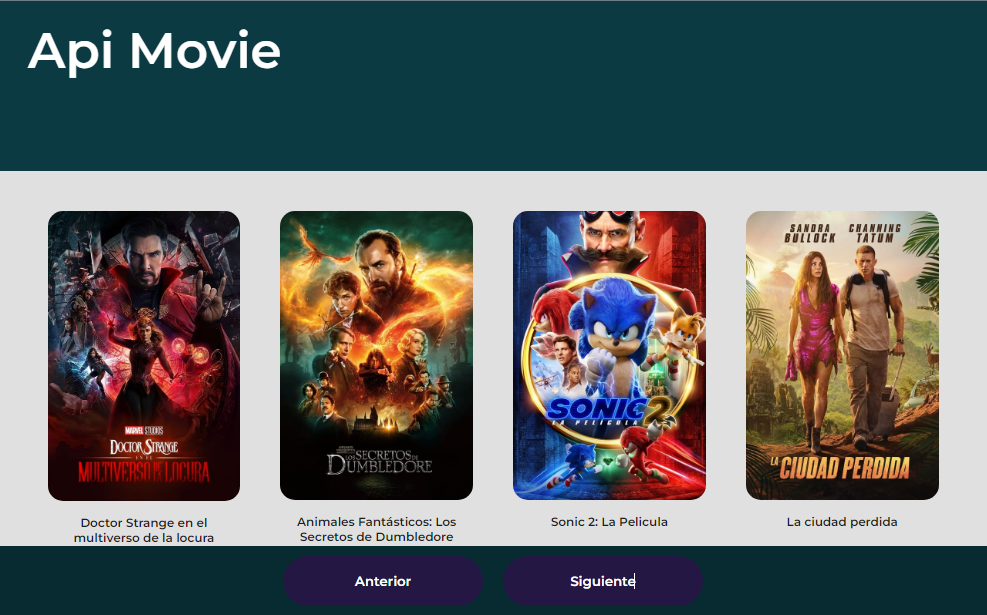 Api Movie
MARVEL STUDIOS
DOCTOR STRANGE
EN EL
MULTIVERSO DE LA LOCURA
LOS SECRETOS DE
DUMBLEDORE
SONIC 2
LA PELÍCULA
SANDRA BULLOCK
CHANNING TATUM
LA CIUDAD PERDIDA
Doctor Strange en el
multiverso de la locura
Animales Fantásticos: Los
Secretos de Dumbledore
Sonic 2: La Pelicula
La ciudad perdida
Anterior
Siguiente